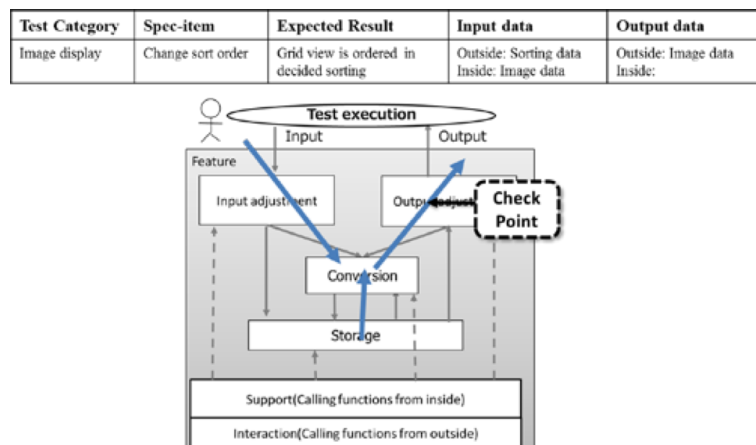 Test Category Spec-item Expected Result Input data Output data
Image display Change sort order Grid view is ordered in Outside: Sorting data Outside: Image data
decided sorting Inside: Image data Inside:
Test execution
Input Output
Feature
Input adjustment Output adjust
Check
Point
Conversion
Storage
Support(Calling functions from inside)
Interaction(Calling functions from outside)